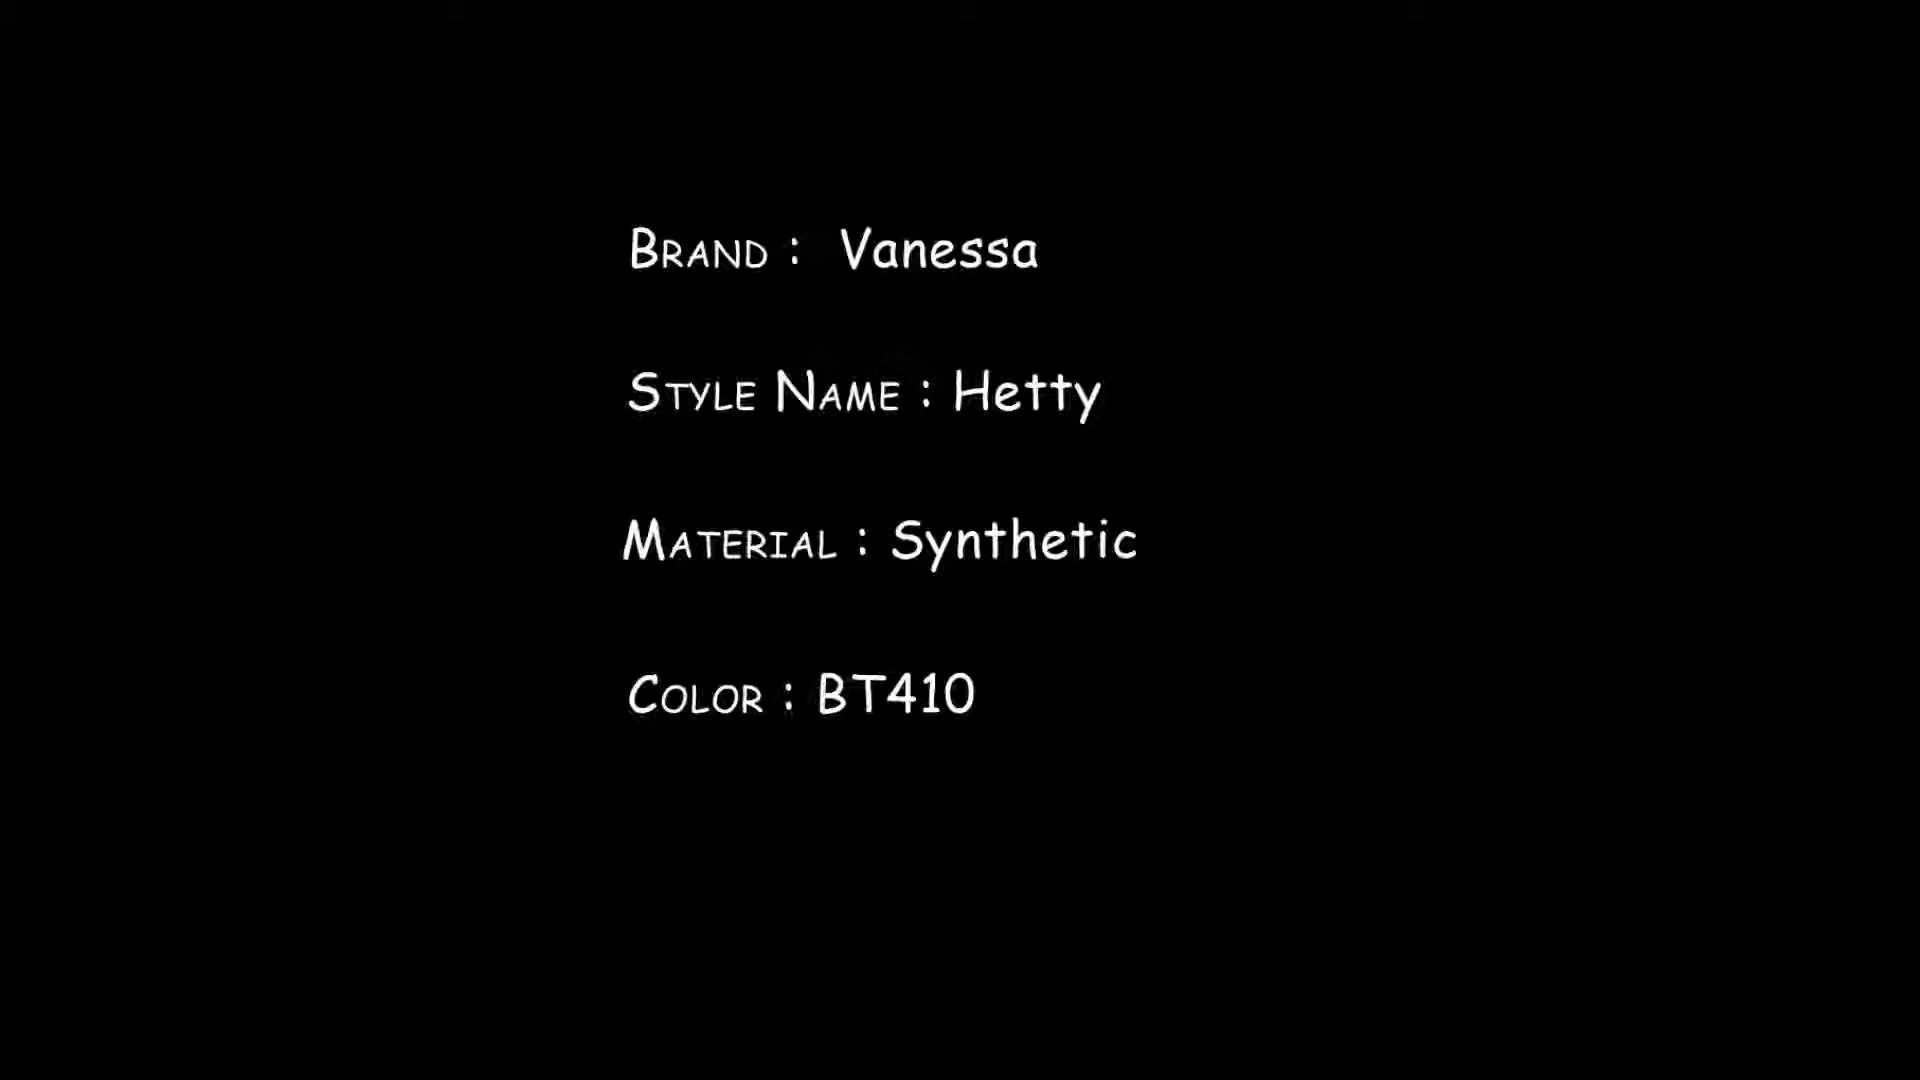 Brand : Vanessa
Style Name : Hetty
Material : Synthetic
Color : BT410